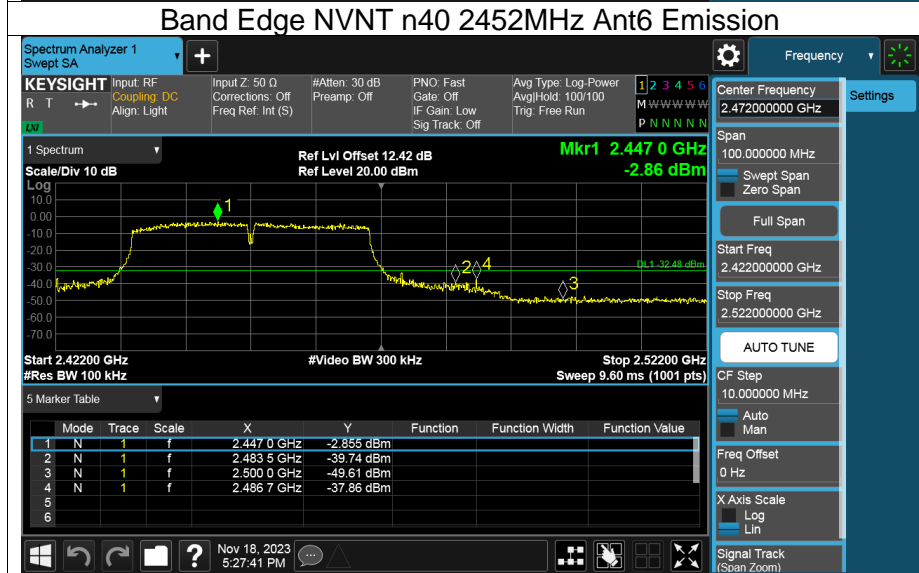 Band Edge NVNT n40 2452MHz Ant6 Emission
Spectrum Analyzer 1
Swept SA
+
Frequency
KEYSIGHT
R T
LXI
Input: RF
Coupling: DC
Align: Light
Input Z: 50 Ω
Corrections: Off
Freq Ref: Int (S)
#Atten: 30 dB
Preamp: Off
PNO: Fast
Gate: Off
IF Gain: Low
Sig Track: Off
Avg Type: Log-Power
Avg|Hold: 100/100
Trig: Free Run
1 2 3 4 5 6
M W W W W W
P N N N N N
Center Frequency
2.472000000 GHz
Settings
1 Spectrum
Scale/Div 10 dB
Ref Lvl Offset 12.42 dB
Ref Level 20.00 dBm
Mkr1 2.447 0 GHz
-2.86 dBm
Span
100.000000 MHz
Swept Span
Zero Span
Full Span
Start Freq
2.422000000 GHz
Stop Freq
2.522000000 GHz
AUTO TUNE
CF Step
10.000000 MHz
Auto
Man
Freq Offset
0 Hz
X Axis Scale
Log
Lin
Signal Track
(Span Zoom)
Log
10.0
0.00
-10.0
-20.0
-30.0
-40.0
-50.0
-60.0
-70.0
1
2
4
3
DL1 -32.48 dBm
Start 2.42200 GHz
#Res BW 100 kHz
#Video BW 300 kHz
Stop 2.52200 GHz
Sweep 9.60 ms (1001 pts)
5 Marker Table
Mode Trace Scale X Y Function Function Width Function Value
1 N 1 f 2.447 0 GHz -2.855 dBm
2 N 1 f 2.483 5 GHz -39.74 dBm
3 N 1 f 2.500 0 GHz -49.61 dBm
4 N 1 f 2.486 7 GHz -37.86 dBm
5
6
?
Nov 18, 2023
5:27:41 PM